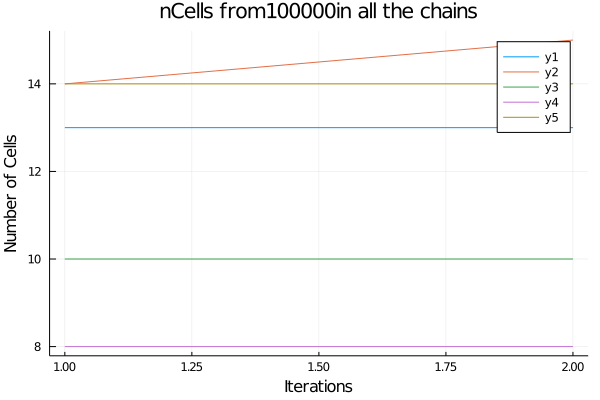 nCells from100000in all the chains
Number of Cells
14
12
10
8
y1
y2
y3
y4
y5
1.00 1.25 1.50 1.75 2.00
Iterations